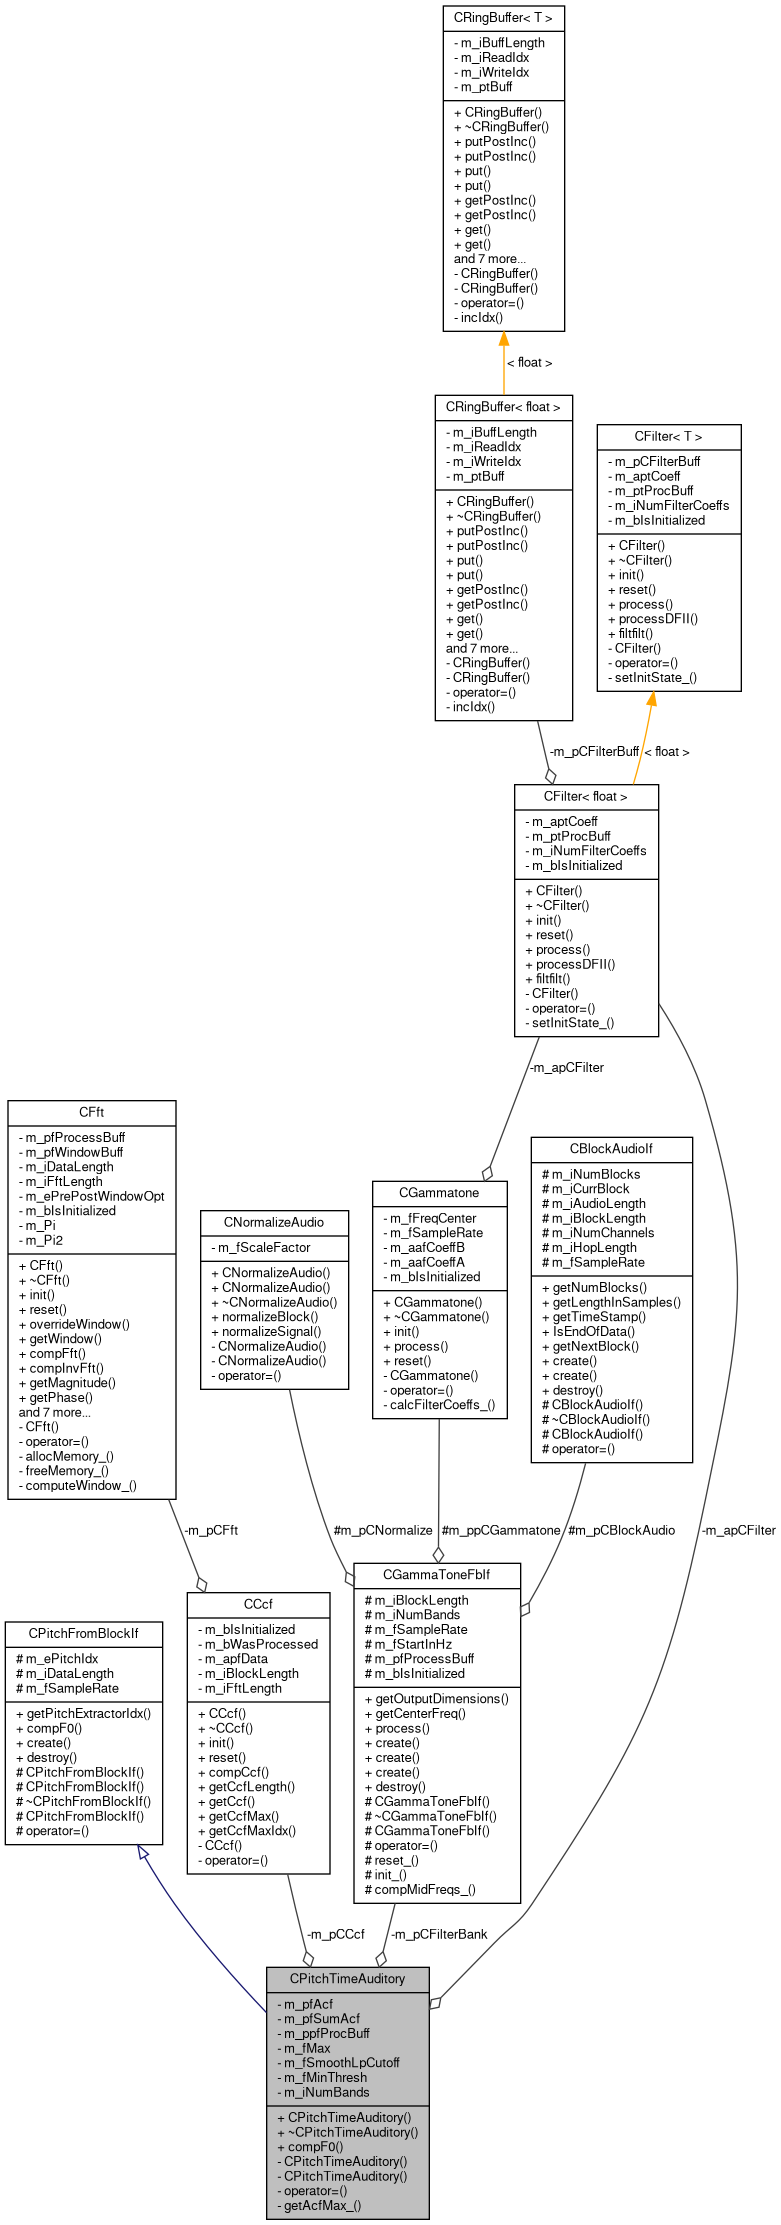 CRingBuffer< T >
- m_iBuffLength
- m_iReadIdx
- m_iWriteIdx
- m_ptBuff
+ CRingBuffer()
+ ~CRingBuffer()
+ putPostInc()
+ putPostInc()
+ put()
+ put()
+ getPostInc()
+ getPostInc()
+ get()
+ get()
and 7 more...
- CRingBuffer()
- CRingBuffer()
- operator=()
- incIdx()
< float >
CRingBuffer< float >
- m_iBuffLength
- m_iReadIdx
- m_iWriteIdx
- m_ptBuff
+ CRingBuffer()
+ ~CRingBuffer()
+ putPostInc()
+ putPostInc()
+ put()
+ put()
+ getPostInc()
+ getPostInc()
+ get()
+ get()
and 7 more...
- CRingBuffer()
- CRingBuffer()
- operator=()
- incIdx()
CFilter< T >
- m_pCFilterBuff
- m_aptCoeff
- m_ptProcBuff
- m_iNumFilterCoeffs
- m_bIsInitialized
+ CFilter()
+ ~CFilter()
+ init()
+ reset()
+ process()
+ processDFII()
+ filtfilt()
- CFilter()
- operator=()
- setInitState_()
-m_pCFilterBuff
< float >
CFilter< float >
- m_aptCoeff
- m_ptProcBuff
- m_iNumFilterCoeffs
- m_bIsInitialized
+ CFilter()
+ ~CFilter()
+ init()
+ reset()
+ process()
+ processDFII()
+ filtfilt()
- CFilter()
- operator=()
- setInitState_()
-m_apCFilter
CFft
- m_pfProcessBuff
- m_pfWindowBuff
- m_iDataLength
- m_iFftLength
- m_ePrePostWindowOpt
- m_bIsInitialized
- m_Pi
- m_Pi2
+ CFft()
+ ~CFft()
+ init()
+ reset()
+ overrideWindow()
+ getWindow()
+ compFft()
+ compInvFft()
+ getMagnitude()
+ getPhase()
and 7 more...
- CFft()
- operator=()
- allocMemory_()
- freeMemory_()
- computeWindow_()
CNormalizeAudio
- m_fScaleFactor
+ CNormalizeAudio()
+ CNormalizeAudio()
+ ~CNormalizeAudio()
+ normalizeBlock()
+ normalizeSignal()
- CNormalizeAudio()
- CNormalizeAudio()
- operator=()
CGammatone
- m_fFreqCenter
- m_fSampleRate
- m_aafCoeffB
- m_aafCoeffA
- m_bIsInitialized
+ CGammatone()
+ ~CGammatone()
+ init()
+ process()
+ reset()
- CGammatone()
- operator=()
- calcFilterCoeffs_()
CBlockAudioIf
# m_iNumBlocks
# m_iCurrBlock
# m_iAudioLength
# m_iBlockLength
# m_iNumChannels
# m_iHopLength
# m_fSampleRate
+ getNumBlocks()
+ getLengthInSamples()
+ getTimeStamp()
+ IsEndOfData()
+ getNextBlock()
+ create()
+ create()
+ destroy()
# CBlockAudioIf()
# ~CBlockAudioIf()
# CBlockAudioIf()
# operator=()
-m_pCFft
#m_pCNormalize
#m_ppCGammatone
#m_pCBlockAudio
-m_apCFilter
CPitchFromBlockIf
# m_ePitchIdx
# m_iDataLength
# m_fSampleRate
+ getPitchExtractorIdx()
+ compF0()
+ create()
+ destroy()
# CPitchFromBlockIf()
# CPitchFromBlockIf()
# ~CPitchFromBlockIf()
# CPitchFromBlockIf()
# operator=()
CCcf
- m_bIsInitialized
- m_bWasProcessed
- m_apfData
- m_iBlockLength
- m_iFftLength
+ CCcf()
+ ~CCcf()
+ init()
+ reset()
+ compCcf()
+ getCcfLength()
+ getCcf()
+ getCcfMax()
+ getCcfMaxIdx()
- CCcf()
- operator=()
CGammaToneFbIf
# m_iBlockLength
# m_iNumBands
# m_fSampleRate
# m_fStartInHz
# m_pfProcessBuff
# m_bIsInitialized
+ getOutputDimensions()
+ getCenterFreq()
+ process()
+ create()
+ create()
+ create()
+ destroy()
# CGammaToneFbIf()
# ~CGammaToneFbIf()
# CGammaToneFbIf()
# operator=()
# reset_()
# init_()
# compMidFreqs_()
-m_pCCcf
-m_pCFilterBank
CPitchTimeAuditory
- m_pfAcf
- m_pfSumAcf
- m_ppfProcBuff
- m_fMax
- m_fSmoothLpCutoff
- m_fMinThresh
- m_iNumBands
+ CPitchTimeAuditory()
+ ~CPitchTimeAuditory()
+ compF0()
- CPitchTimeAuditory()
- CPitchTimeAuditory()
- operator=()
- getAcfMax_()